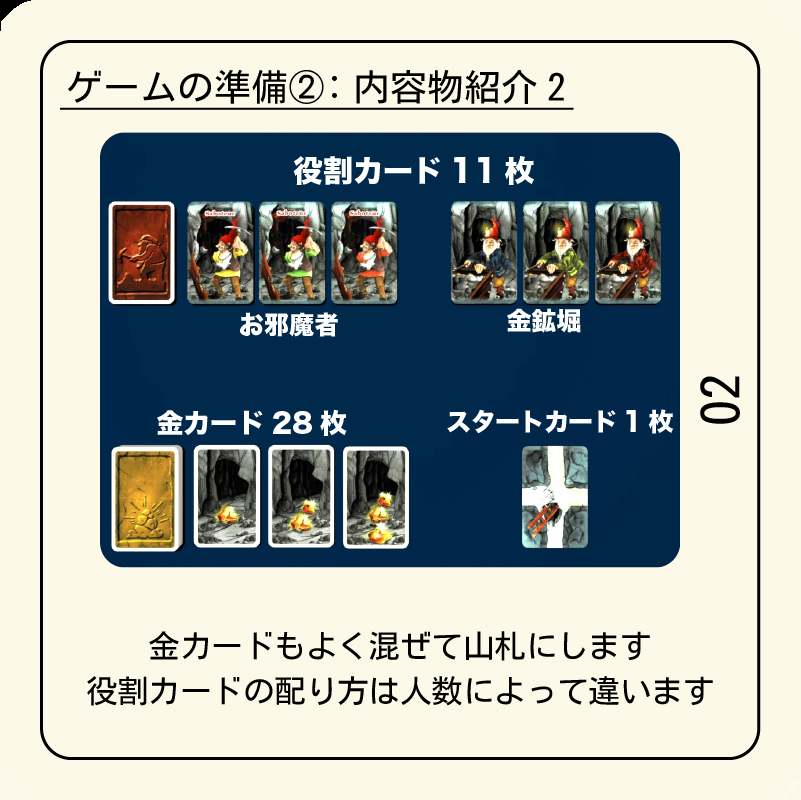 ゲームの準備②：内容物紹介 2
役割カード 11 枚
Saboteur
Saboteur
Saboteur
お邪魔者
金鉱堀
金カード 28 枚
スタートカード 1 枚
02
金カードもよく混ぜて山札にします
役割カードの配り方は人数によって違います